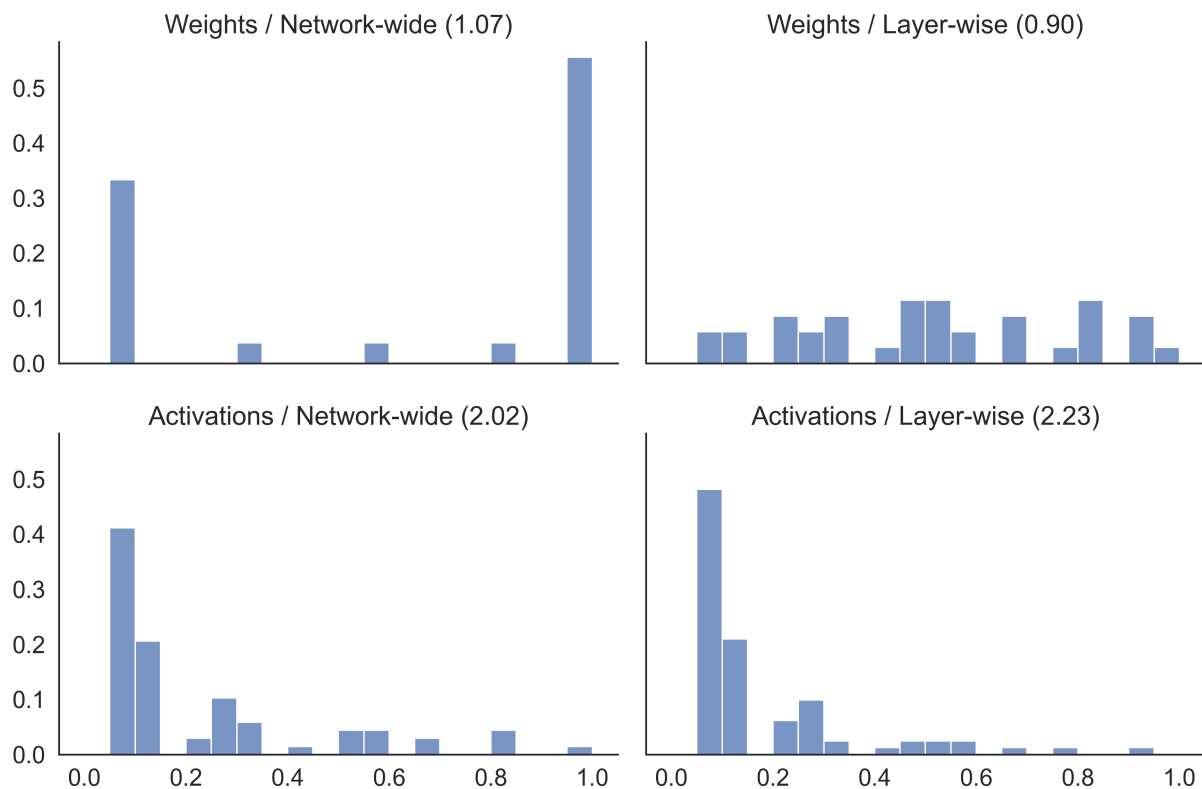 Weights / Network-wide (1.07)
Weights / Layer-wise (0.90)
0.5
0.4
0.3
0.2
0.1
0.0
Activations / Network-wide (2.02)
Activations / Layer-wise (2.23)
0.5
0.4
0.3
0.2
0.1
0.0
0.0 0.2 0.4 0.6 0.8 1.0
0.0 0.2 0.4 0.6 0.8 1.0